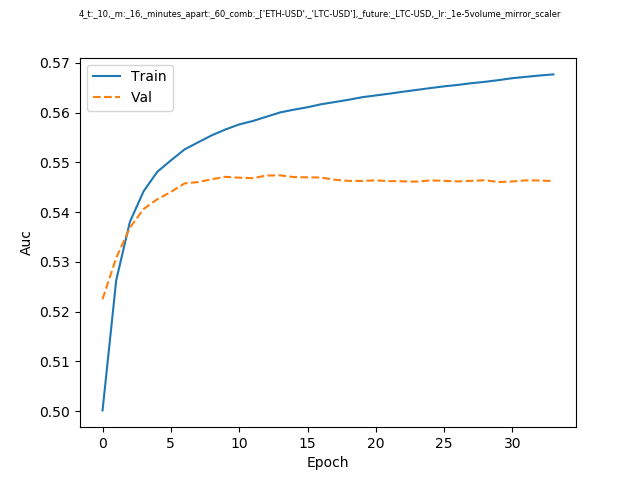 4_t:_10,_m:_16,_minutes_apart:_60_comb:_['ETH-USD',_'LTC-USD'],_future:_LTC-USD,_lr:_1e-5volume_mirror_scaler
Train
Val
0.57
0.56
0.55
0.54
0.53
0.52
0.51
0.50
Auc
0 5 10 15 20 25 30
Epoch